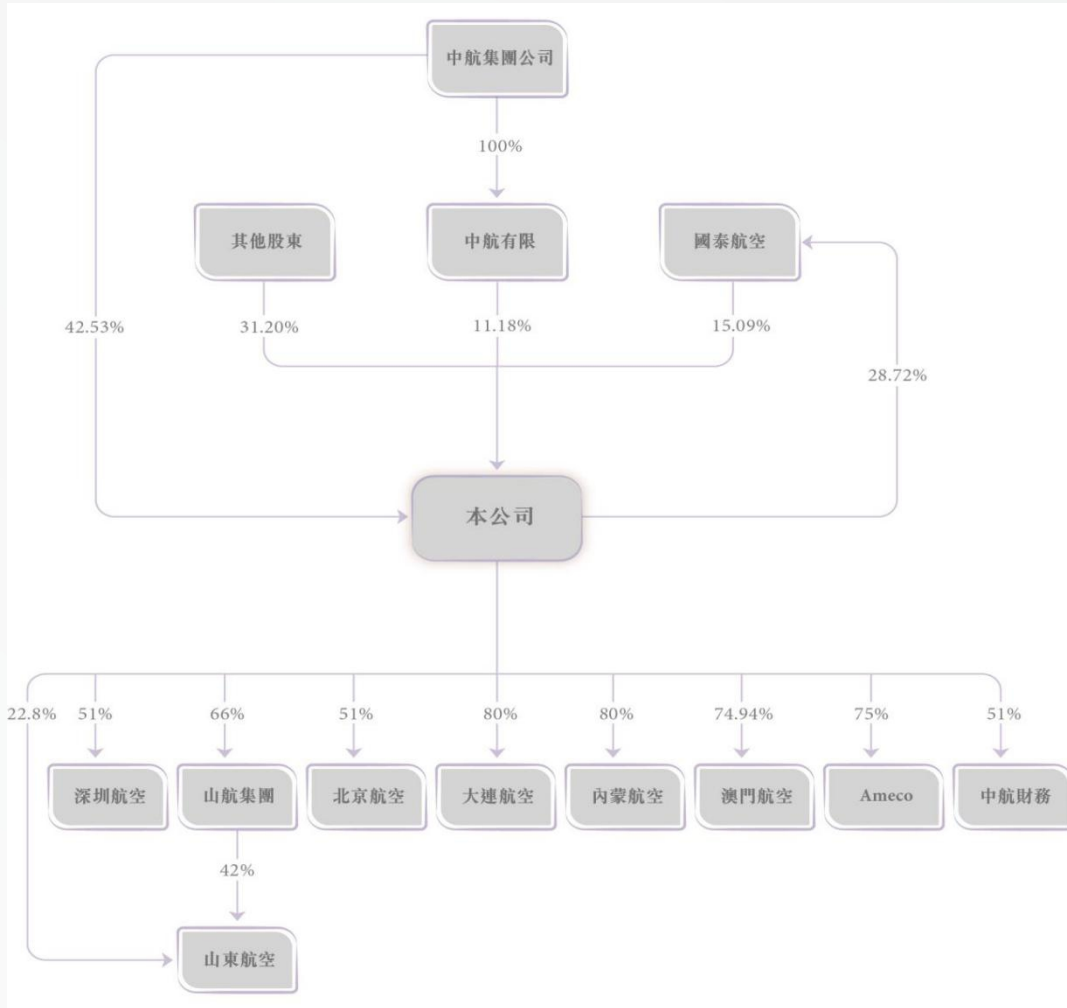 中航集團公司
100%
其他股東
中航有限
國泰航空
42.53%
31.20%
11.18%
15.09%
28.72%
本公司
22.8%
51%
66%
51%
80%
80%
74.94%
75%
51%
深圳航空
山航集團
北京航空
大連航空
內蒙航空
澳門航空
Ameco
中航財務
42%
山東航空